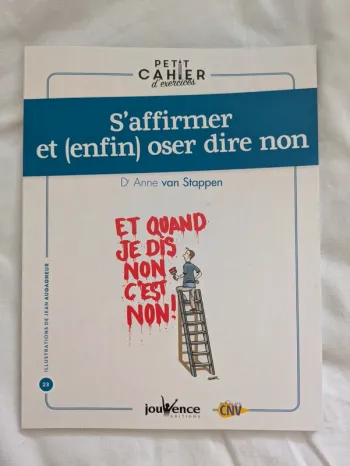 PETIT
CAHIER
d'exercices
S'affirmer
et (enfin) oser dire non
Dr Anne van Stappen
ET QUAND
JE DIS
NON
C'EST
NON!
ILLUSTRATIONS DE JEAN AUGAGNEUR
23
jouvence
EDITIONS
CNV